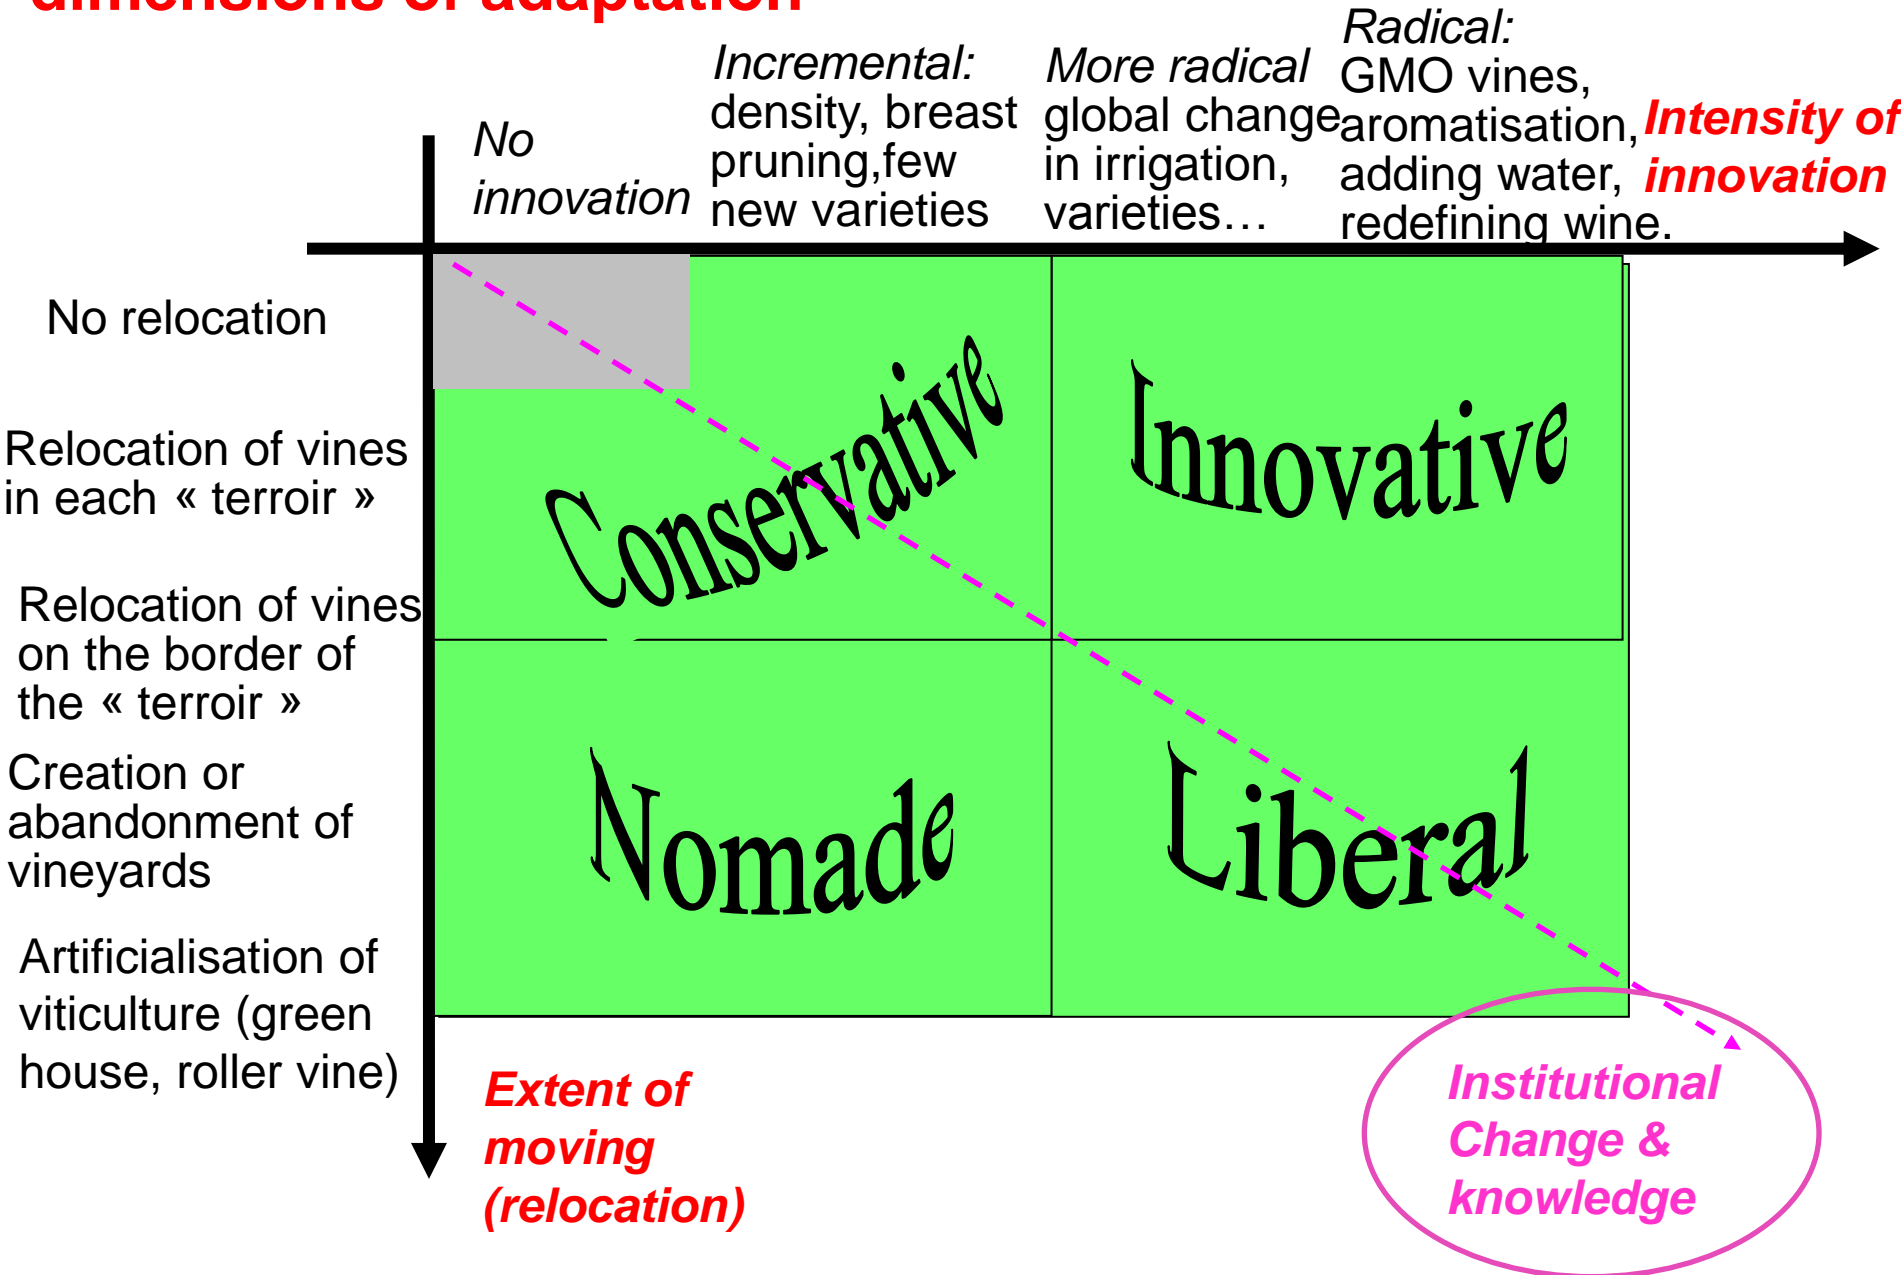 dimensions of adaptation
No
innovation
Incremental:
density, breast
pruning,few
new varieties
More radical
global change
in irrigation,
varieties…
Radical:
GMO vines,
aromatisation,
adding water,
redefining wine.
Intensity of
innovation
No relocation
Relocation of vines
in each « terroir »
Relocation of vines
on the border of
the « terroir »
Creation or
abandonment of
vineyards
Artificialisation of
viticulture (green
house, roller vine)
Conservative
Innovative
Nomade
Liberal
Extent of
moving
(relocation)
Institutional
Change &
knowledge